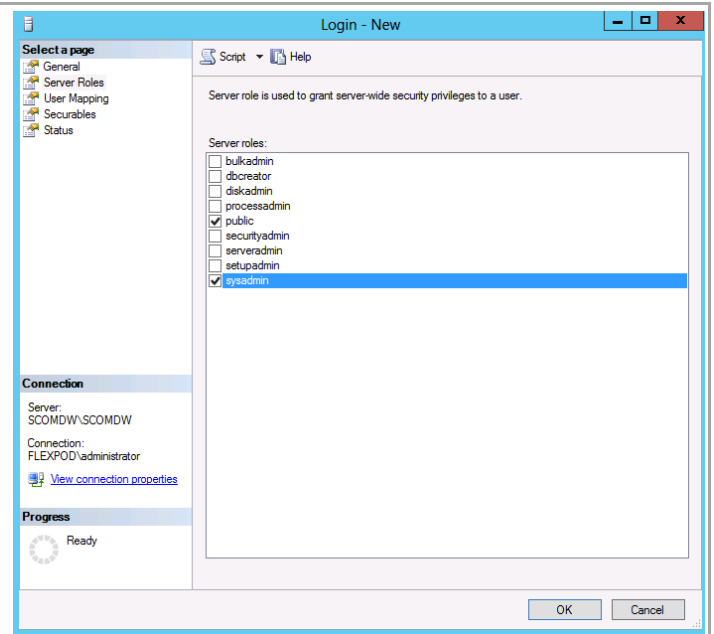 Login - New
Select a page
General
Server Roles
User Mapping
Securables
Status
Script
Help
Server role is used to grant server-wide security privileges to a user.
Server roles:
bulkadmin
dbcreator
diskadmin
processadmin
public
securityadmin
serveradmin
setupadmin
sysadmin
Connection
Server:
SCOMDW\SCOMDW
Connection:
FLEXPOD\administrator
View connection properties
Progress
Ready
OK
Cancel